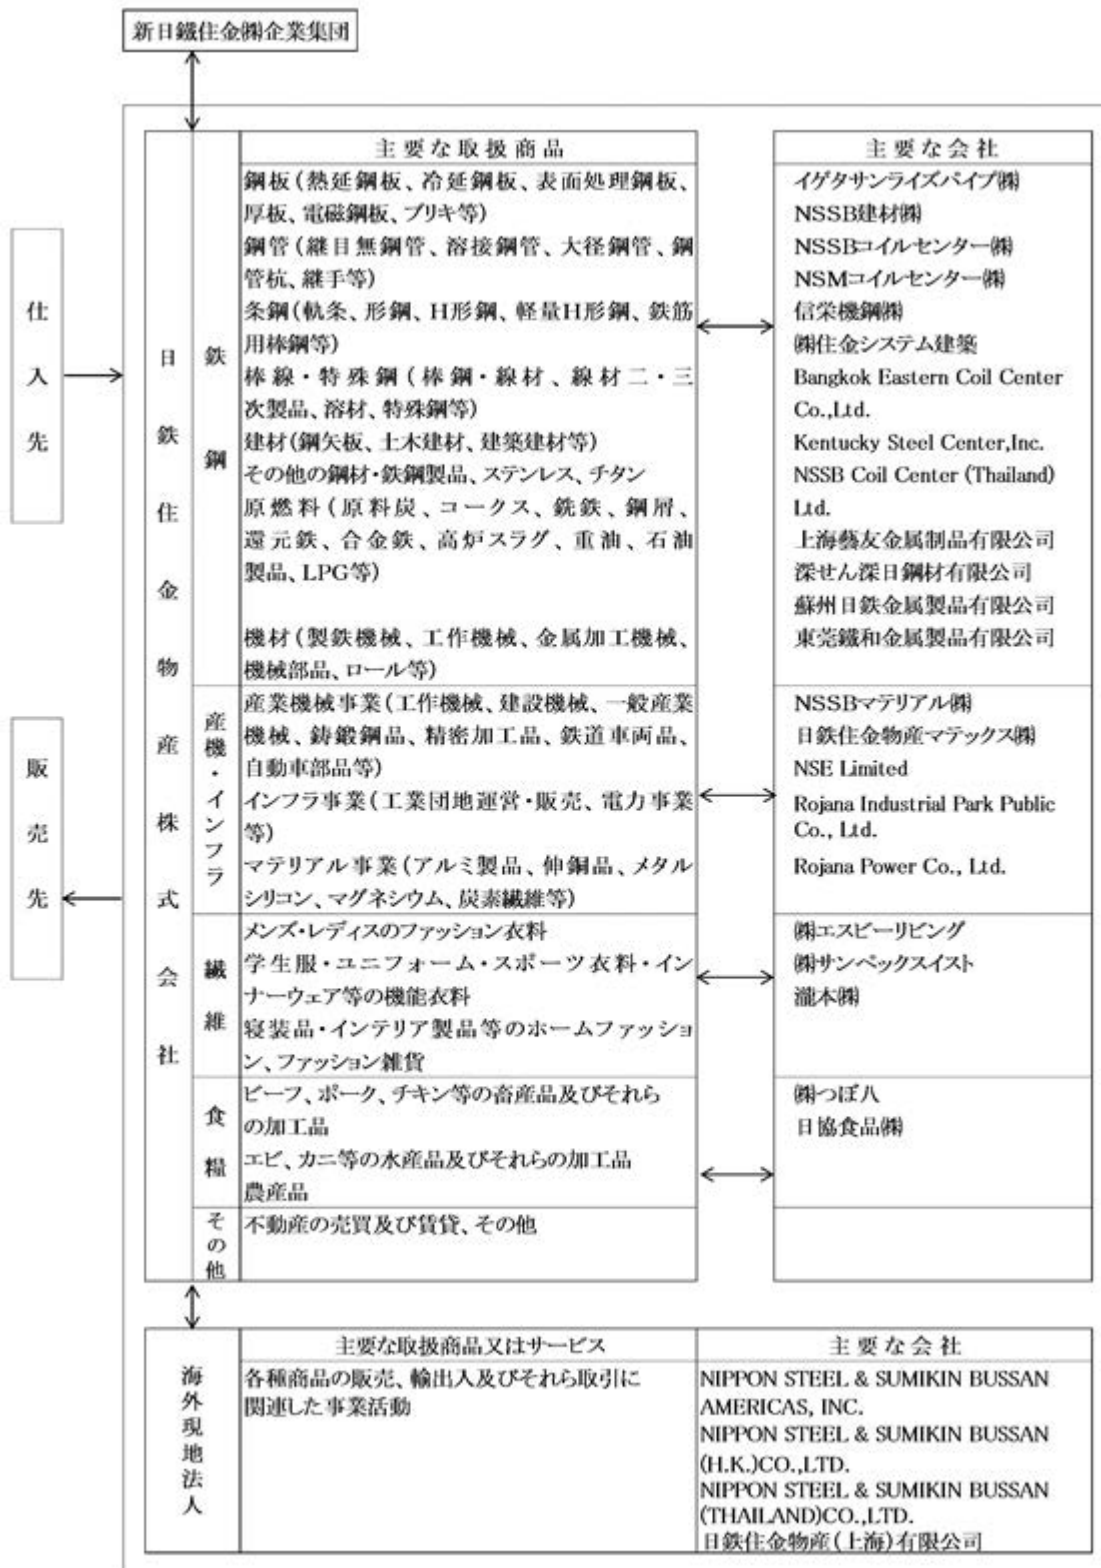 新日鐵住金㈱企業集団
仕入先
販売先
日鉄住金物産株式会社
鉄鋼
主要な取扱商品
鋼板(熱延鋼板、冷延鋼板、表面処理鋼板、
厚板、電磁鋼板、ブリキ等)
鋼管(継目無鋼管、溶接鋼管、大径鋼管、鋼
管杭、継手等)
条鋼(軌条、形鋼、H形鋼、軽量H形鋼、鉄筋
用棒鋼等)
棒線・特殊鋼(棒鋼・線材、線材二・三
次製品、溶材、特殊鋼等)
建材(鋼矢板、土木建材、建築建材等)
その他の鋼材・鉄鋼製品、ステンレス、チタン
原燃料(原料炭、コークス、銑鉄、鋼屑、
還元鉄、合金鉄、高炉スラグ、重油、石油
製品、LPG等)
機材(製鉄機械、工作機械、金属加工機械、
機械部品、ロール等)
主要な会社
イゲタサンライズパイプ㈱
NSSB建材㈱
NSSBコイルセンター㈱
NSMコイルセンター㈱
信栄機鋼㈱
㈱住金システム建築
Bangkok Eastern Coil Center
Co.,Ltd.
Kentucky Steel Center,Inc.
NSSB Coil Center (Thailand)
Ltd.
上海藝友金属制品有限公司
深せん深日鋼材有限公司
蘇州日鉄金属製品有限公司
東莞鐵和金属製品有限公司
産機・インフラ
産業機械事業(工作機械、建設機械、一般産業
機械、鋳鍛鋼品、精密加工品、鉄道車両品、
自動車部品等)
インフラ事業(工業団地運営・販売、電力事業
等)
マテリアル事業(アルミ製品、伸銅品、メタル
シリコン、マグネシウム、炭素繊維等)
NSSBマテリアル㈱
日鉄住金物産マテックス㈱
NSE Limited
Rojana Industrial Park Public
Co., Ltd.
Rojana Power Co., Ltd.
繊維
メンズ・レディスのファッション衣料
学生服・ユニフォーム・スポーツ衣料・イン
ナーウェア等の機能衣料
寝装品・インテリア製品等のホームファッショ
ン、ファッション雑貨
㈱エスビーリビング
㈱サンペックスイスト
瀧本㈱
食糧
ビーフ、ポーク、チキン等の畜産品及びそれら
の加工品
エビ、カニ等の水産品及びそれらの加工品
農産品
㈱つぼ八
日協食品㈱
その他
不動産の売買及び賃貸、その他
海外現地法人
主要な取扱商品又はサービス
各種商品の販売、輸出入及びそれら取引に
関連した事業活動
主要な会社
NIPPON STEEL & SUMIKIN BUSSAN
AMERICAS, INC.
NIPPON STEEL & SUMIKIN BUSSAN
(H.K.)CO.,LTD.
NIPPON STEEL & SUMIKIN BUSSAN
(THAILAND)CO.,LTD.
日鉄住金物産(上海)有限公司